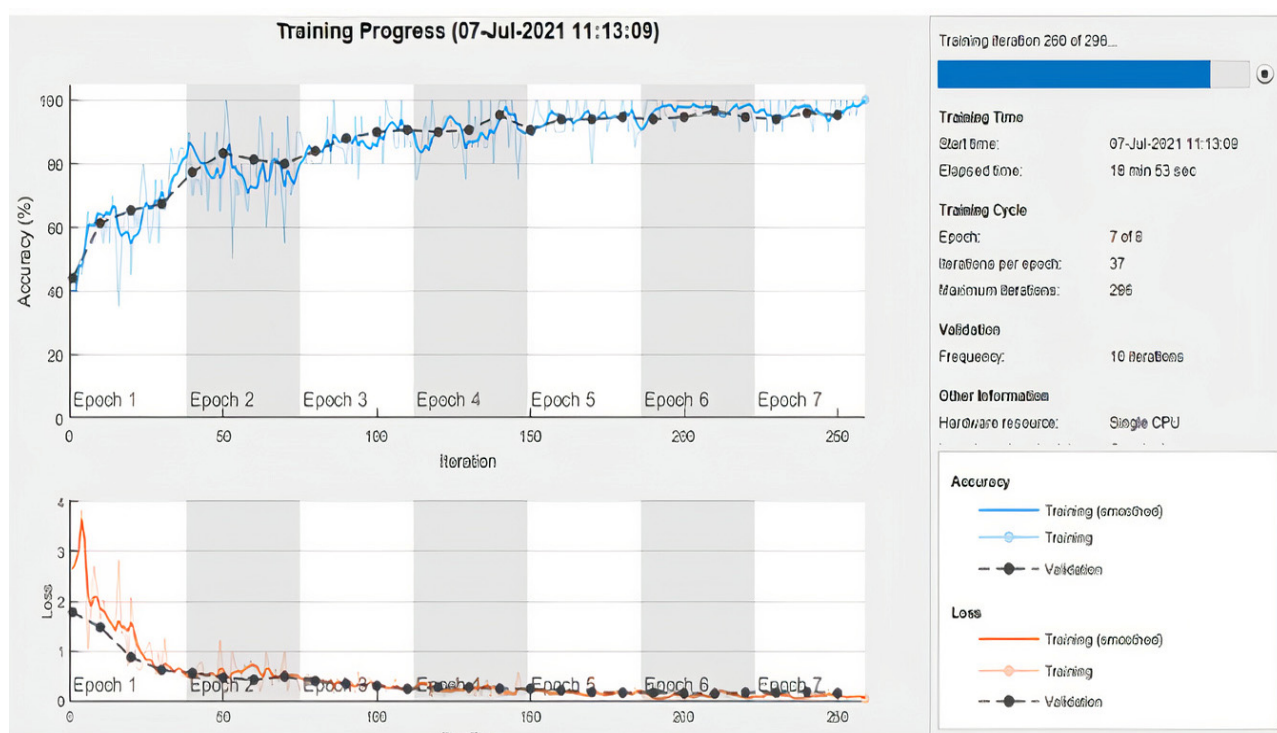 Training Progress (07-Jul-2021 11:13:09)
100
80
60
40
20
0
Accuracy (%)
Epoch 1 Epoch 2 Epoch 3 Epoch 4 Epoch 5 Epoch 6 Epoch 7
0 50 100 150 200 250
Iteration
4
3
2
1
0
Loss
Epoch 1 Epoch 2 Epoch 3 Epoch 4 Epoch 5 Epoch 6 Epoch 7
0 50 100 150 200 250
Training iteration 260 of 296...
Training Time
Start time: 07-Jul-2021 11:13:09
Elapsed time: 18 min 53 sec
Training Cycle
Epoch: 7 of 8
Iterations per epoch: 37
Maximum iterations: 296
Validation
Frequency: 10 iterations
Other Information
Hardware resource: Single CPU
Accuracy
Training (smoothed)
Training
Validation
Loss
Training (smoothed)
Training
Validation